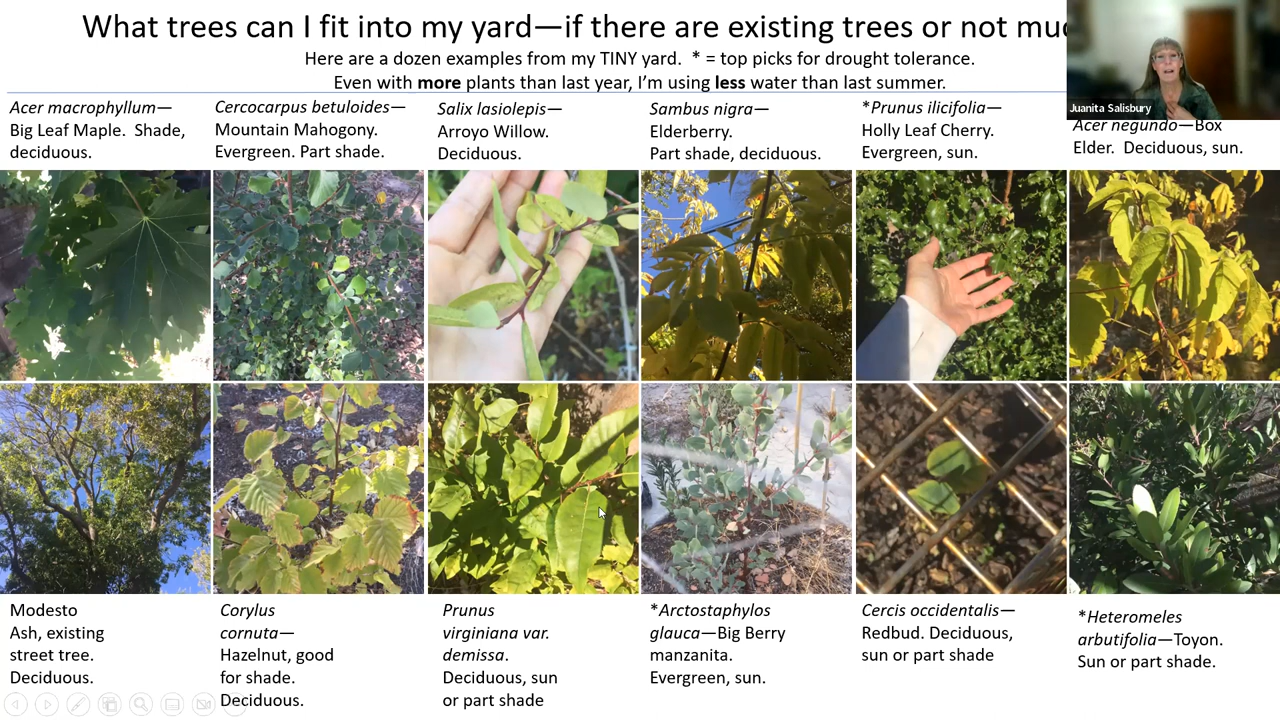 What trees can I fit into my yard—if there are existing trees or not
Here are a dozen examples from my TINY yard. * = top picks for drought tolerance.
Even with more plants than last year, I'm using less water than last summer.
Juanita Salisbury
Acer macrophyllum—
Big Leaf Maple. Shade,
deciduous.
Cercocarpus betuloides—
Mountain Mahogony.
Evergreen. Part shade.
Salix lasiolepis—
Arroyo Willow.
Deciduous.
Sambus nigra—
Elderberry.
Part shade, deciduous.
*Prunus ilicifolia—
Holly Leaf Cherry.
Evergreen, sun.
Acer negundo—Box
Elder. Deciduous, sun.
Modesto
Ash, existing
street tree.
Deciduous.
Corylus
cornuta—
Hazelnut, good
for shade.
Deciduous.
Prunus
virginiana var.
demissa.
Deciduous, sun
or part shade
*Arctostaphylos
glauca—Big Berry
manzanita.
Evergreen, sun.
Cercis occidentalis—
Redbud. Deciduous,
sun or part shade
*Heteromeles
arbutifolia—Toyon.
Sun or part shade.